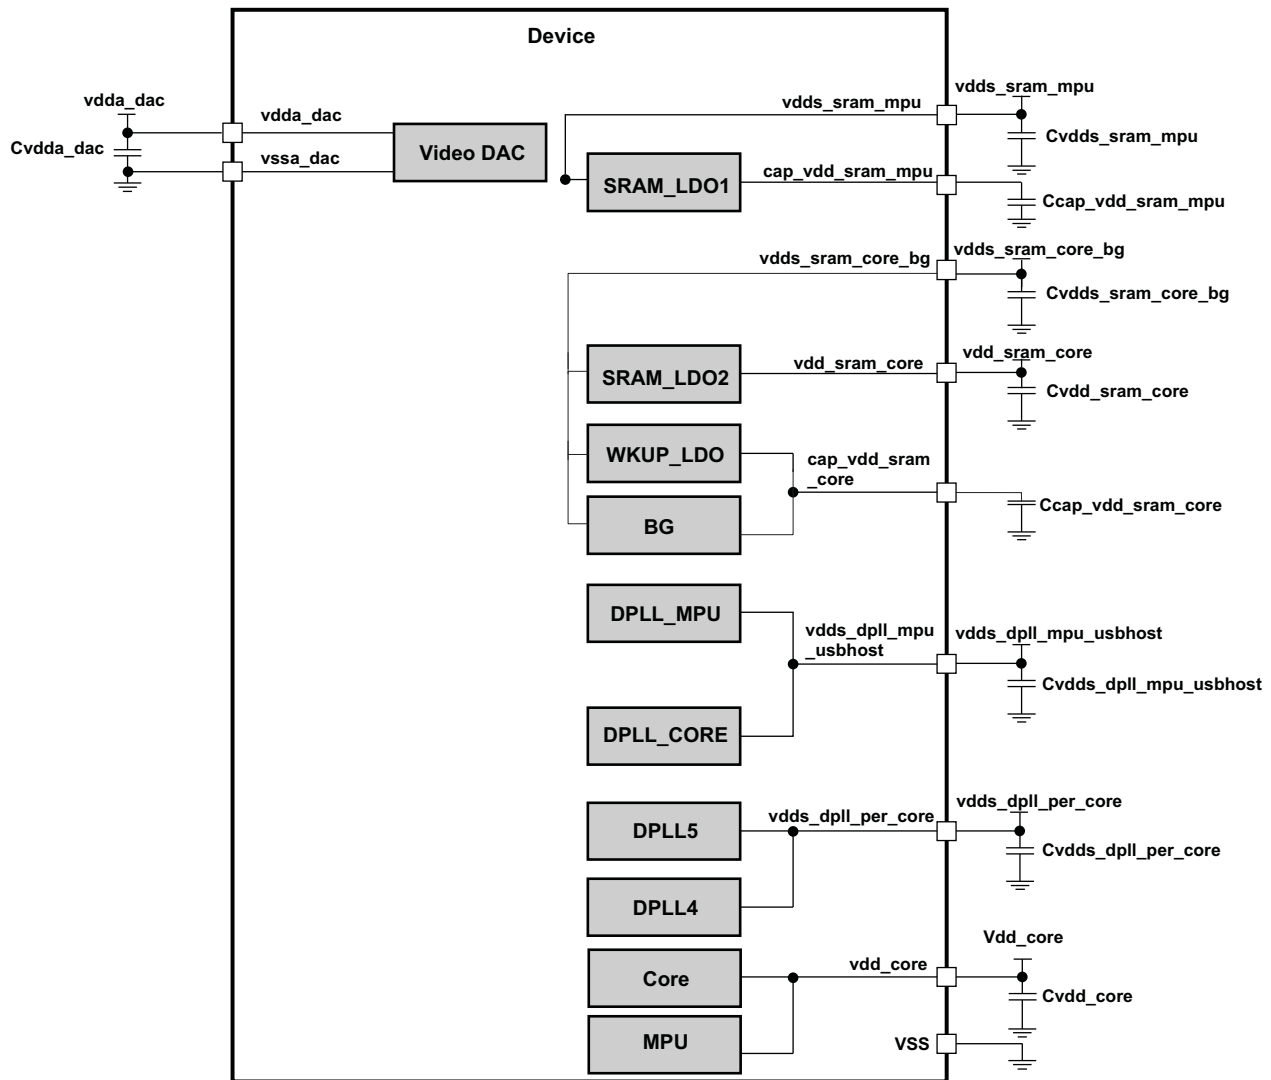 Device
vdda_dac
vdda_dac
Cvdda_dac
vssa_dac
Video DAC
vdds_sram_mpu
vdds_sram_mpu
Cvdds_sram_mpu
SRAM_LDO1
cap_vdd_sram_mpu
Ccap_vdd_sram_mpu
vdds_sram_core_bg
vdds_sram_core_bg
Cvdds_sram_core_bg
SRAM_LDO2
vdd_sram_core
vdd_sram_core
Cvdd_sram_core
WKUP_LDO
cap_vdd_sram
_core
Ccap_vdd_sram_core
BG
DPLL_MPU
vdds_dpll_mpu
_usbhost
vdds_dpll_mpu_usbhost
Cvdds_dpll_mpu_usbhost
DPLL_CORE
DPLL5
vdds_dpll_per_core
vdds_dpll_per_core
Cvdds_dpll_per_core
DPLL4
Core
vdd_core
Vdd_core
Cvdd_core
MPU
VSS